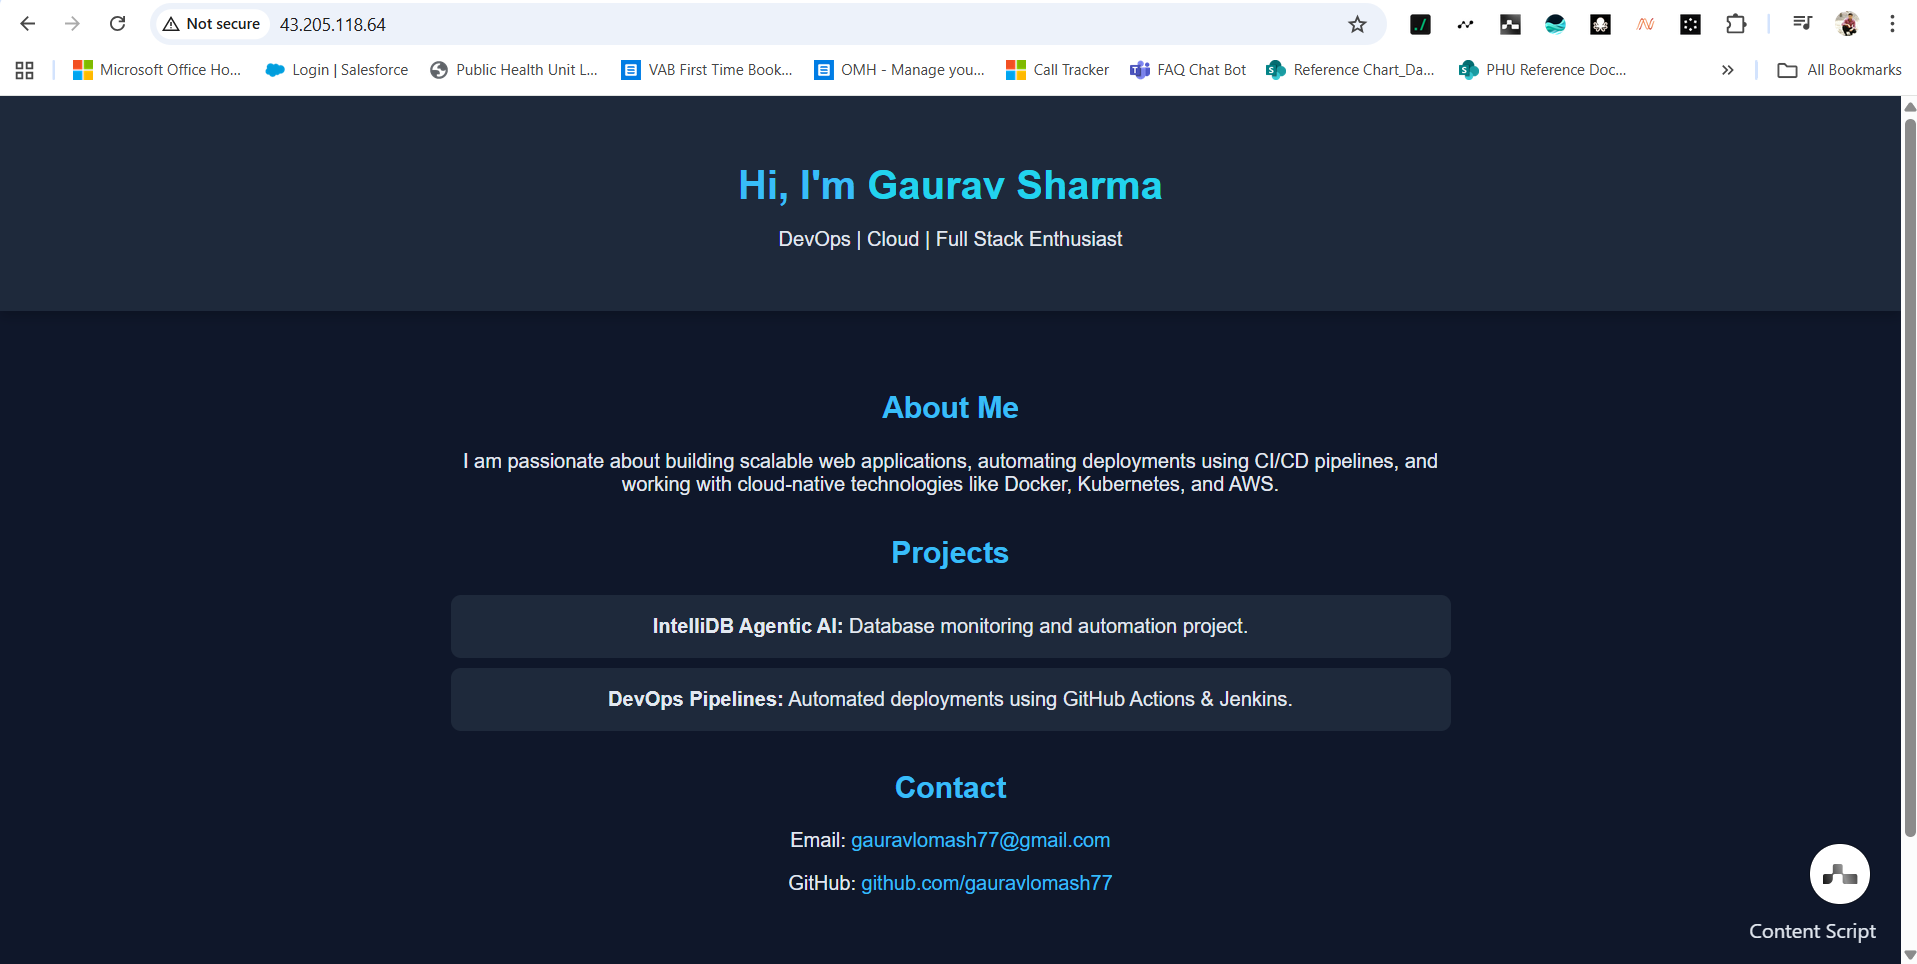 Not secure 43.205.118.64
Microsoft Office Ho... Login | Salesforce Public Health Unit L... VAB First Time Book... OMH - Manage you... Call Tracker FAQ Chat Bot Reference Chart_Da... PHU Reference Doc... All Bookmarks
Hi, I'm Gaurav Sharma
DevOps | Cloud | Full Stack Enthusiast
About Me
I am passionate about building scalable web applications, automating deployments using CI/CD pipelines, and
working with cloud-native technologies like Docker, Kubernetes, and AWS.
Projects
IntelliDB Agentic AI: Database monitoring and automation project.
DevOps Pipelines: Automated deployments using GitHub Actions & Jenkins.
Contact
Email: gauravlomash77@gmail.com
GitHub: github.com/gauravlomash77
Content Script